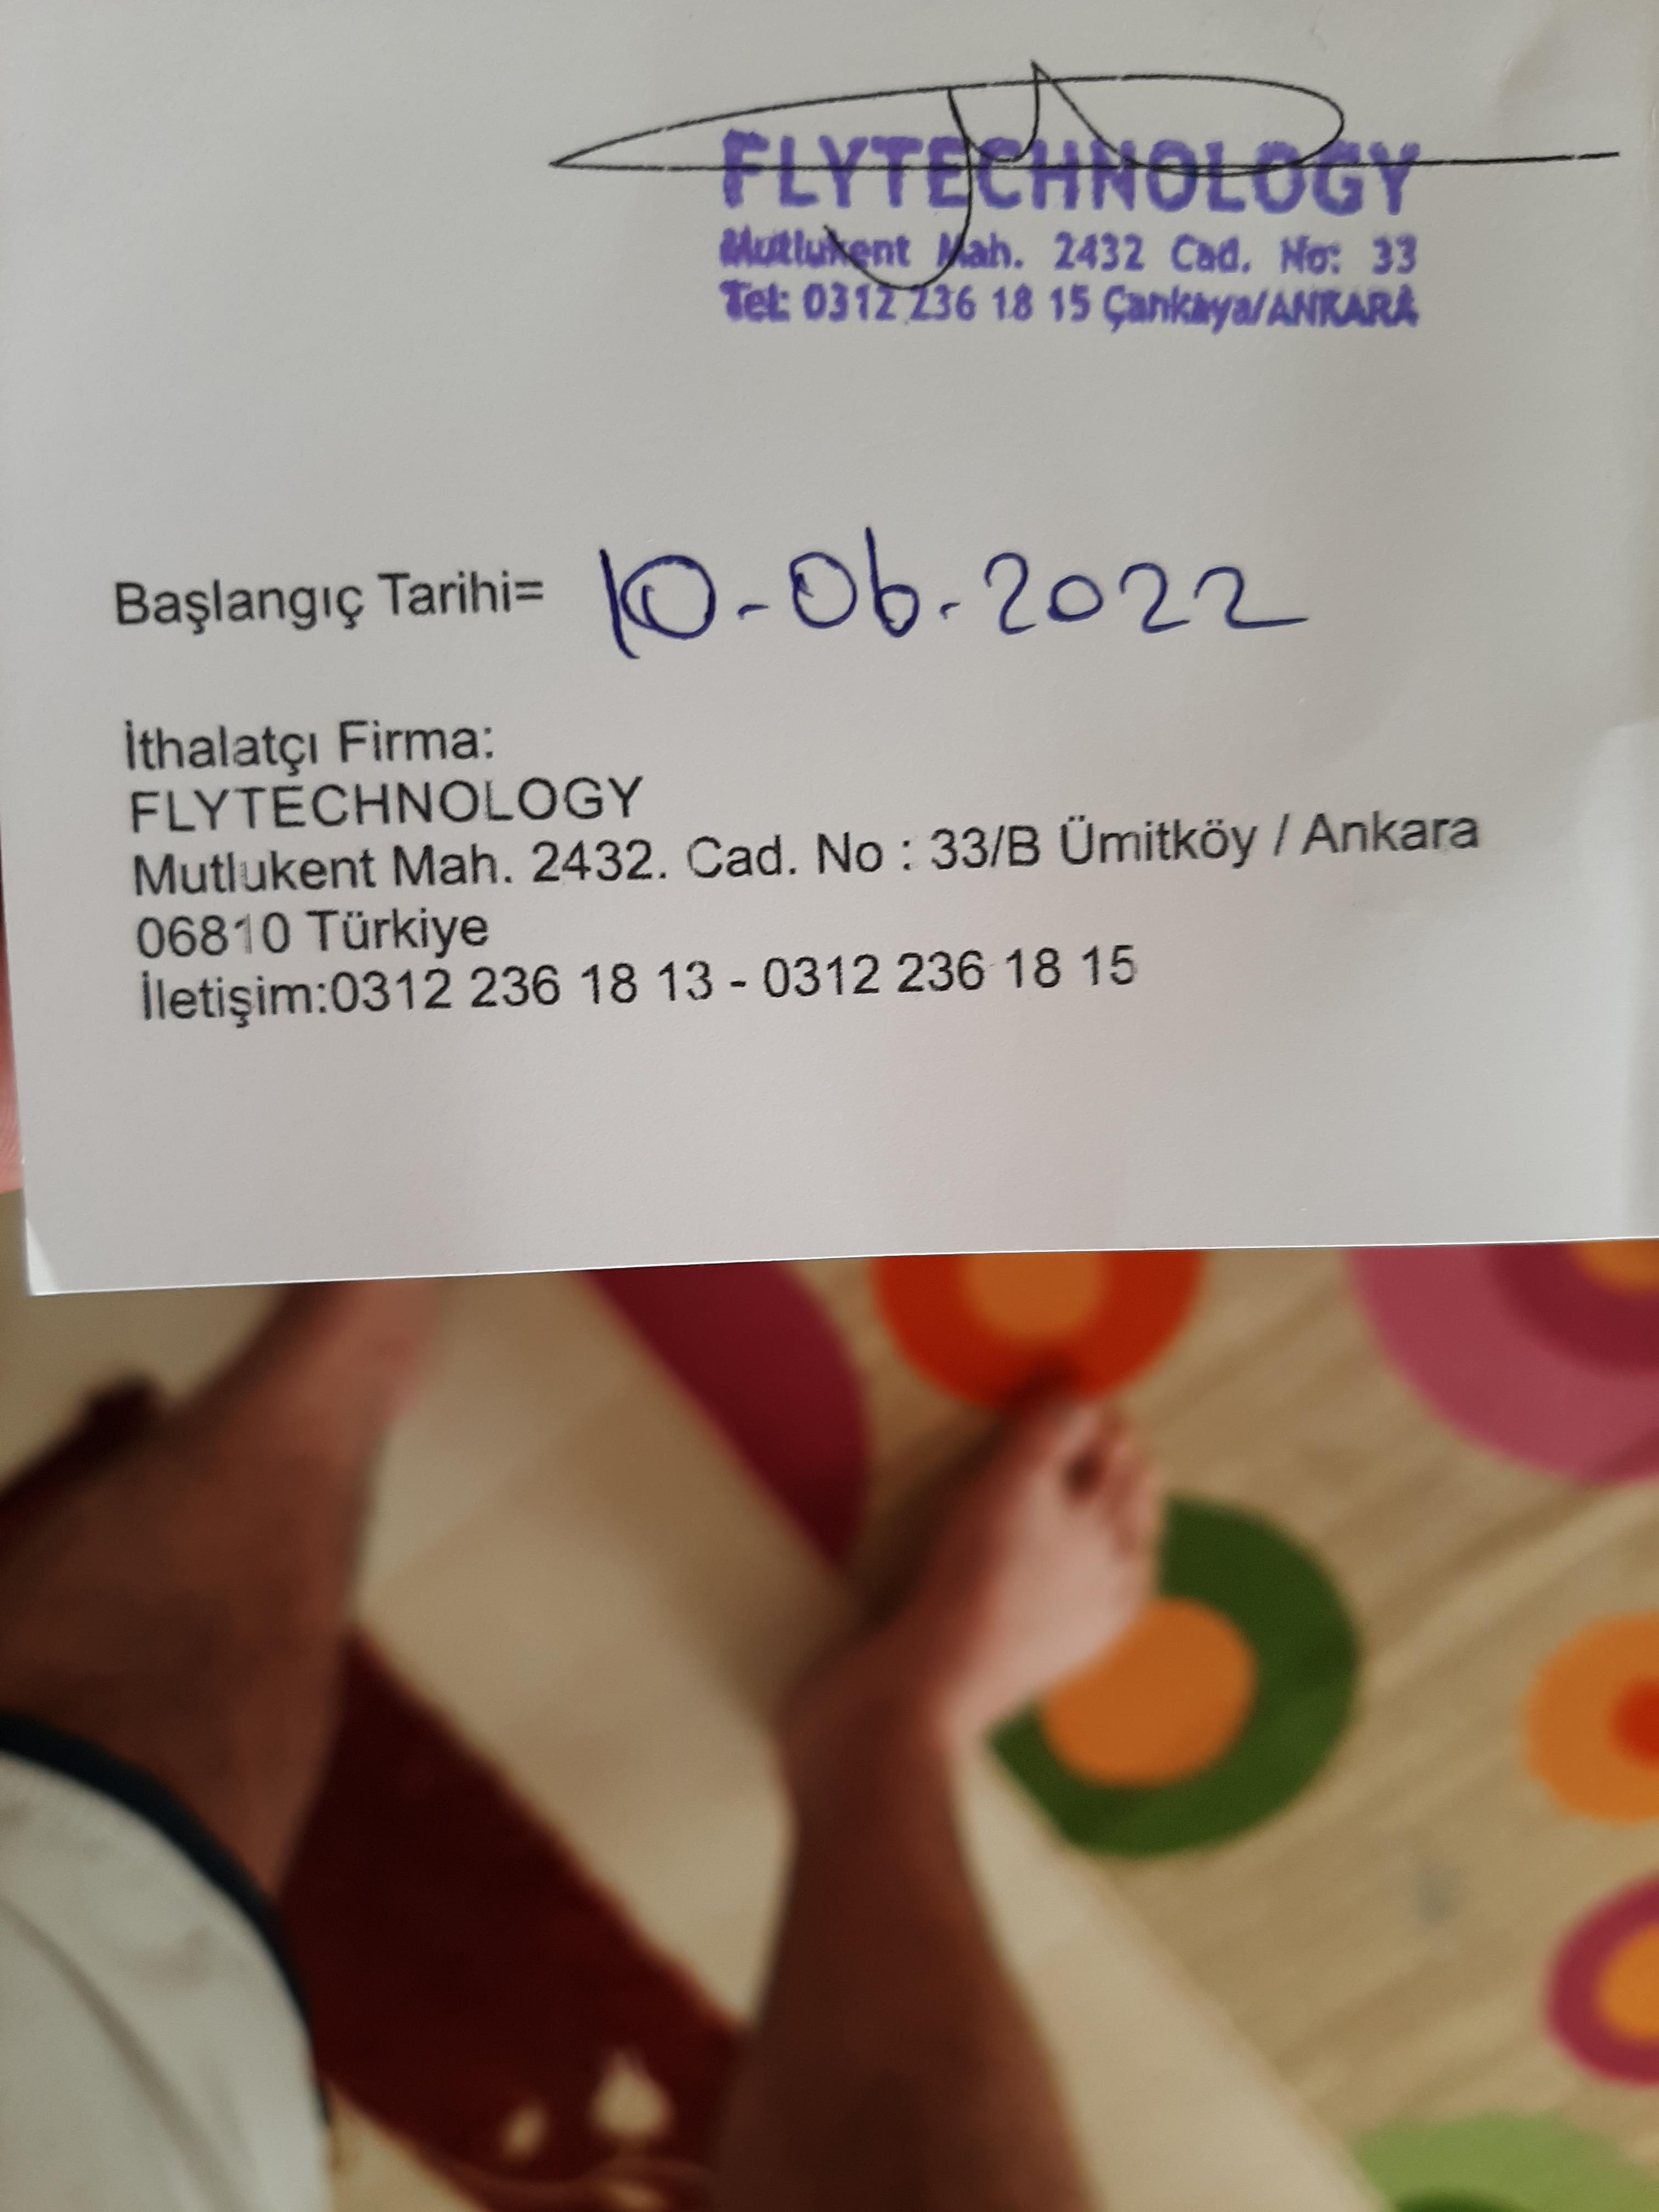 FLYTECHNOLOGY
Mutlukent Mah. 2432 Cad. No: 33
Tel: 0312 236 18 15 Çankaya/ANKARA
Başlangıç Tarihi= 10-06-2022
İthalatçı Firma:
FLYTECHNOLOGY
Mutlukent Mah. 2432. Cad. No : 33/B Ümitköy / Ankara
06810 Türkiye
İletişim:0312 236 18 13 - 0312 236 18 15